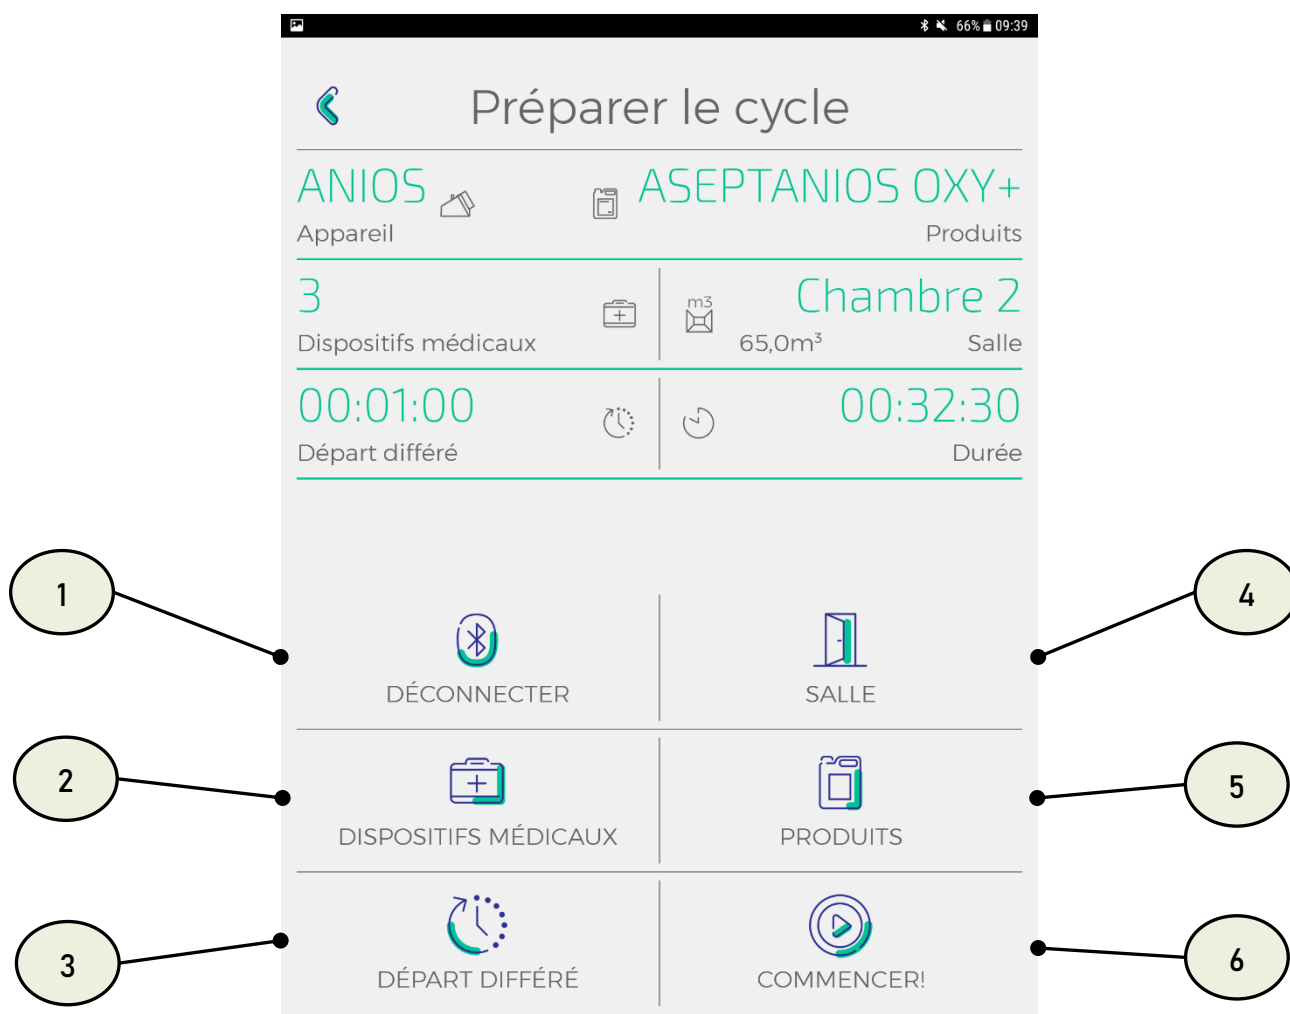 66% 09:39
Préparer le cycle
ANIOS ASEPTANIOS OXY+
Appareil Produits
3 m3 Chambre 2
Dispositifs médicaux 65,0m³ Salle
00:01:00 00:32:30
Départ différé Durée
1 4
DÉCONNECTER SALLE
2 5
DISPOSITIFS MÉDICAUX PRODUITS
3 6
DÉPART DIFFÉRÉ COMMENCER!